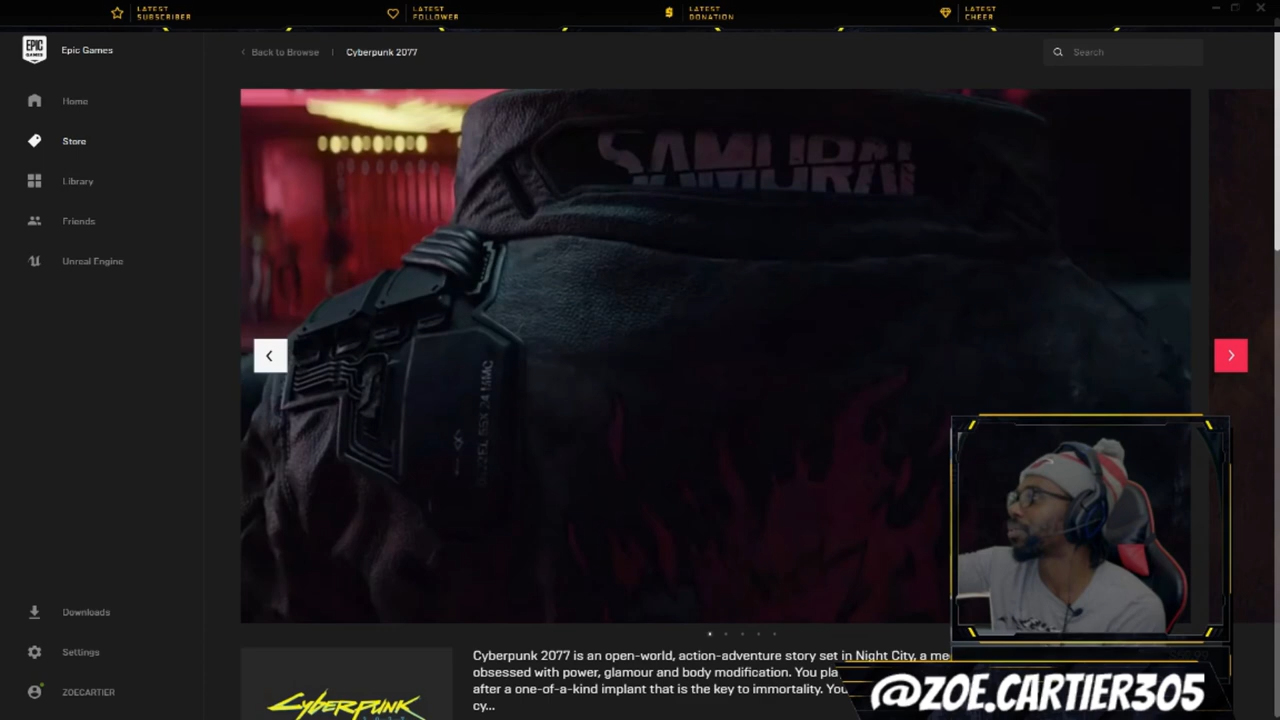 LATEST
SUBSCRIBER
LATEST
FOLLOWER
LATEST
DONATION
LATEST
CHEER
EPIC
GAMES
Epic Games
Back to Browse
Cyberpunk 2077
Search
Home
Store
Library
Friends
Unreal Engine
SAMURAI
Downloads
Settings
ZOECARTIER
Cyberpunk 2077 is an open-world, action-adventure story set in Night City, a me
obsessed with power, glamour and body modification. You pla
after a one-of-a-kind implant that is the key to immortality. You
cy...
CYBERPUNK
@ZOE.CARTIER305